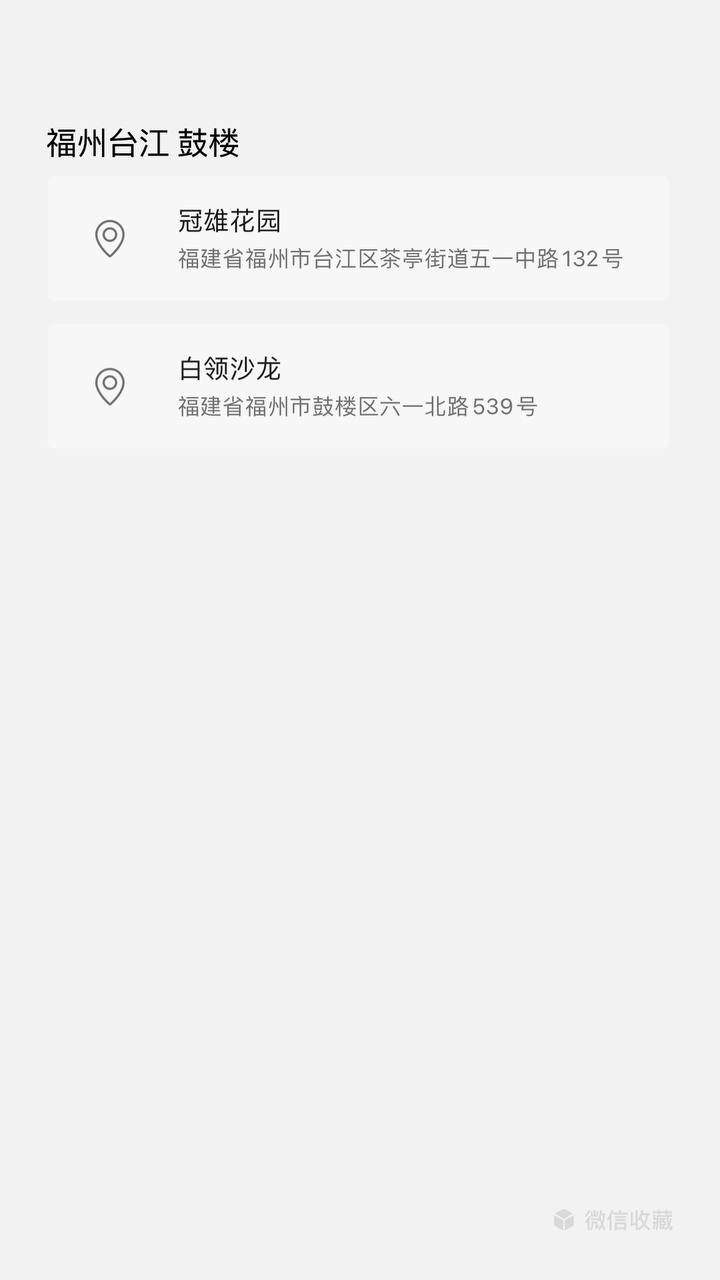 福州台江 鼓楼
冠雄花园
福建省福州市台江区茶亭街道五一中路132号
白领沙龙
福建省福州市鼓楼区六一北路539号
微信收藏